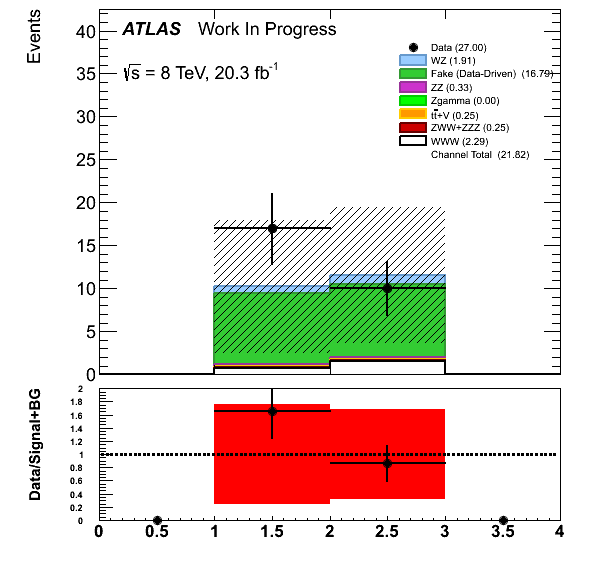 Events
ATLAS Work In Progress
√s = 8 TeV, 20.3 fb⁻¹
Data (27.00)
WZ (1.91)
Fake (Data-Driven) (16.79)
ZZ (0.33)
Zgamma (0.00)
tt̄+V (0.25)
ZWW+ZZZ (0.25)
WWW (2.29)
Channel Total (21.82)
40
35
30
25
20
15
10
5
0
Data/Signal+BG
2
1.8
1.6
1.4
1.2
1
0.8
0.6
0.4
0.2
0
0 0.5 1 1.5 2 2.5 3 3.5 4